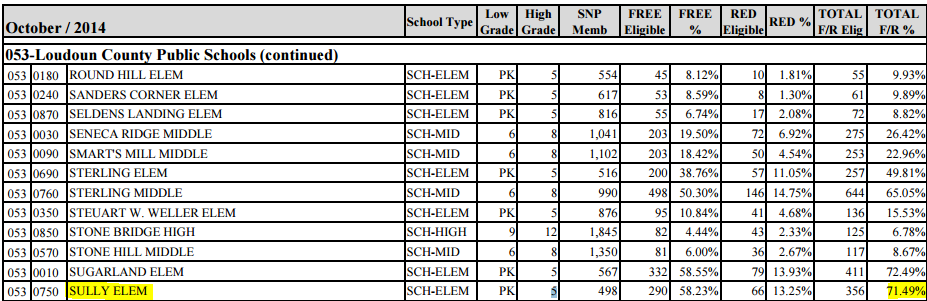 October / 2014 School Type Low Grade High Grade SNP Memb FREE Eligible FREE % RED Eligible RED % TOTAL F/R Elig TOTAL F/R %
053-Loudoun County Public Schools (continued)
053 0180 ROUND HILL ELEM SCH-ELEM PK 5 554 45 8.12% 10 1.81% 55 9.93%
053 0240 SANDERS CORNER ELEM SCH-ELEM PK 5 617 53 8.59% 8 1.30% 61 9.89%
053 0870 SELDENS LANDING ELEM SCH-ELEM PK 5 816 55 6.74% 17 2.08% 72 8.82%
053 0030 SENECA RIDGE MIDDLE SCH-MID 6 8 1,041 203 19.50% 72 6.92% 275 26.42%
053 0090 SMART'S MILL MIDDLE SCH-MID 6 8 1,102 203 18.42% 50 4.54% 253 22.96%
053 0690 STERLING ELEM SCH-ELEM PK 5 516 200 38.76% 57 11.05% 257 49.81%
053 0760 STERLING MIDDLE SCH-MID 6 8 990 498 50.30% 146 14.75% 644 65.05%
053 0350 STEUART W. WELLER ELEM SCH-ELEM PK 5 876 95 10.84% 41 4.68% 136 15.53%
053 0850 STONE BRIDGE HIGH SCH-HIGH 9 12 1,845 82 4.44% 43 2.33% 125 6.78%
053 0570 STONE HILL MIDDLE SCH-MID 6 8 1,350 81 6.00% 36 2.67% 117 8.67%
053 0010 SUGARLAND ELEM SCH-ELEM PK 5 567 332 58.55% 79 13.93% 411 72.49%
053 0750 SULLY ELEM SCH-ELEM PK 5 498 290 58.23% 66 13.25% 356 71.49%